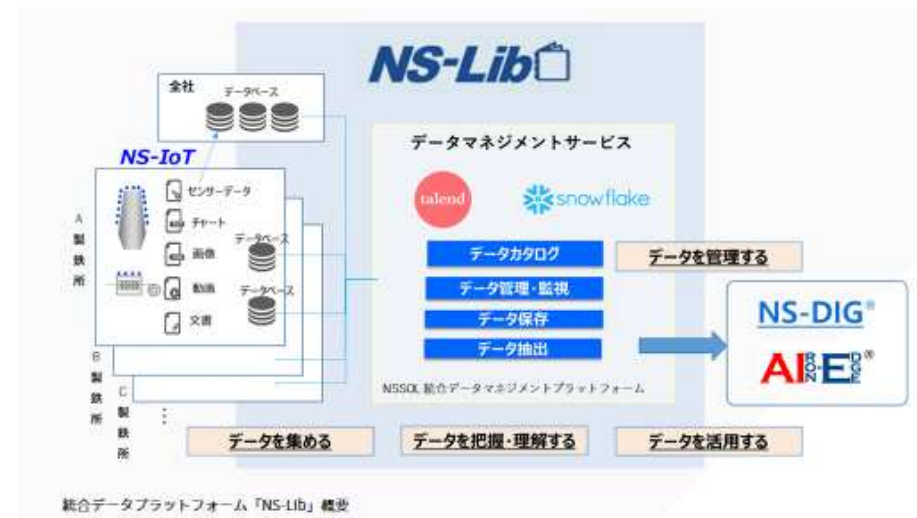 NS-Lib
全社
データベース
NS-IoT
センサーデータ
チャート
画像
データベース
動画
データベース
文書
A製鉄所
B製鉄所
C製鉄所
⋮
データマネジメントサービス
talend
snowflake
データカタログ
データ管理・監視
データ保存
データ抽出
NSSOL 統合データマネジメントプラットフォーム
データを管理する
NS-DIG®
AIRON-EDGE®
データを集める
データを把握・理解する
データを活用する
統合データプラットフォーム「NS-Lib」概要